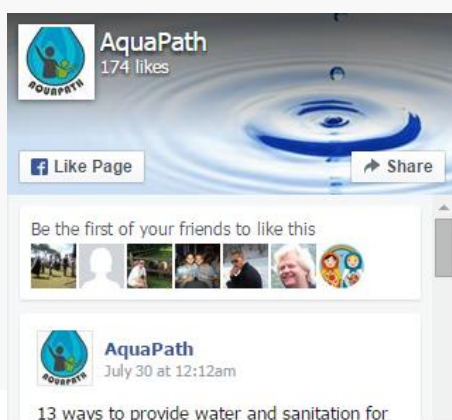 AquaPath
174 likes
AQUAPATH
Like Page
Share
Be the first of your friends to like this
AquaPath
July 30 at 12:12am
AQUAPATH
13 ways to provide water and sanitation for